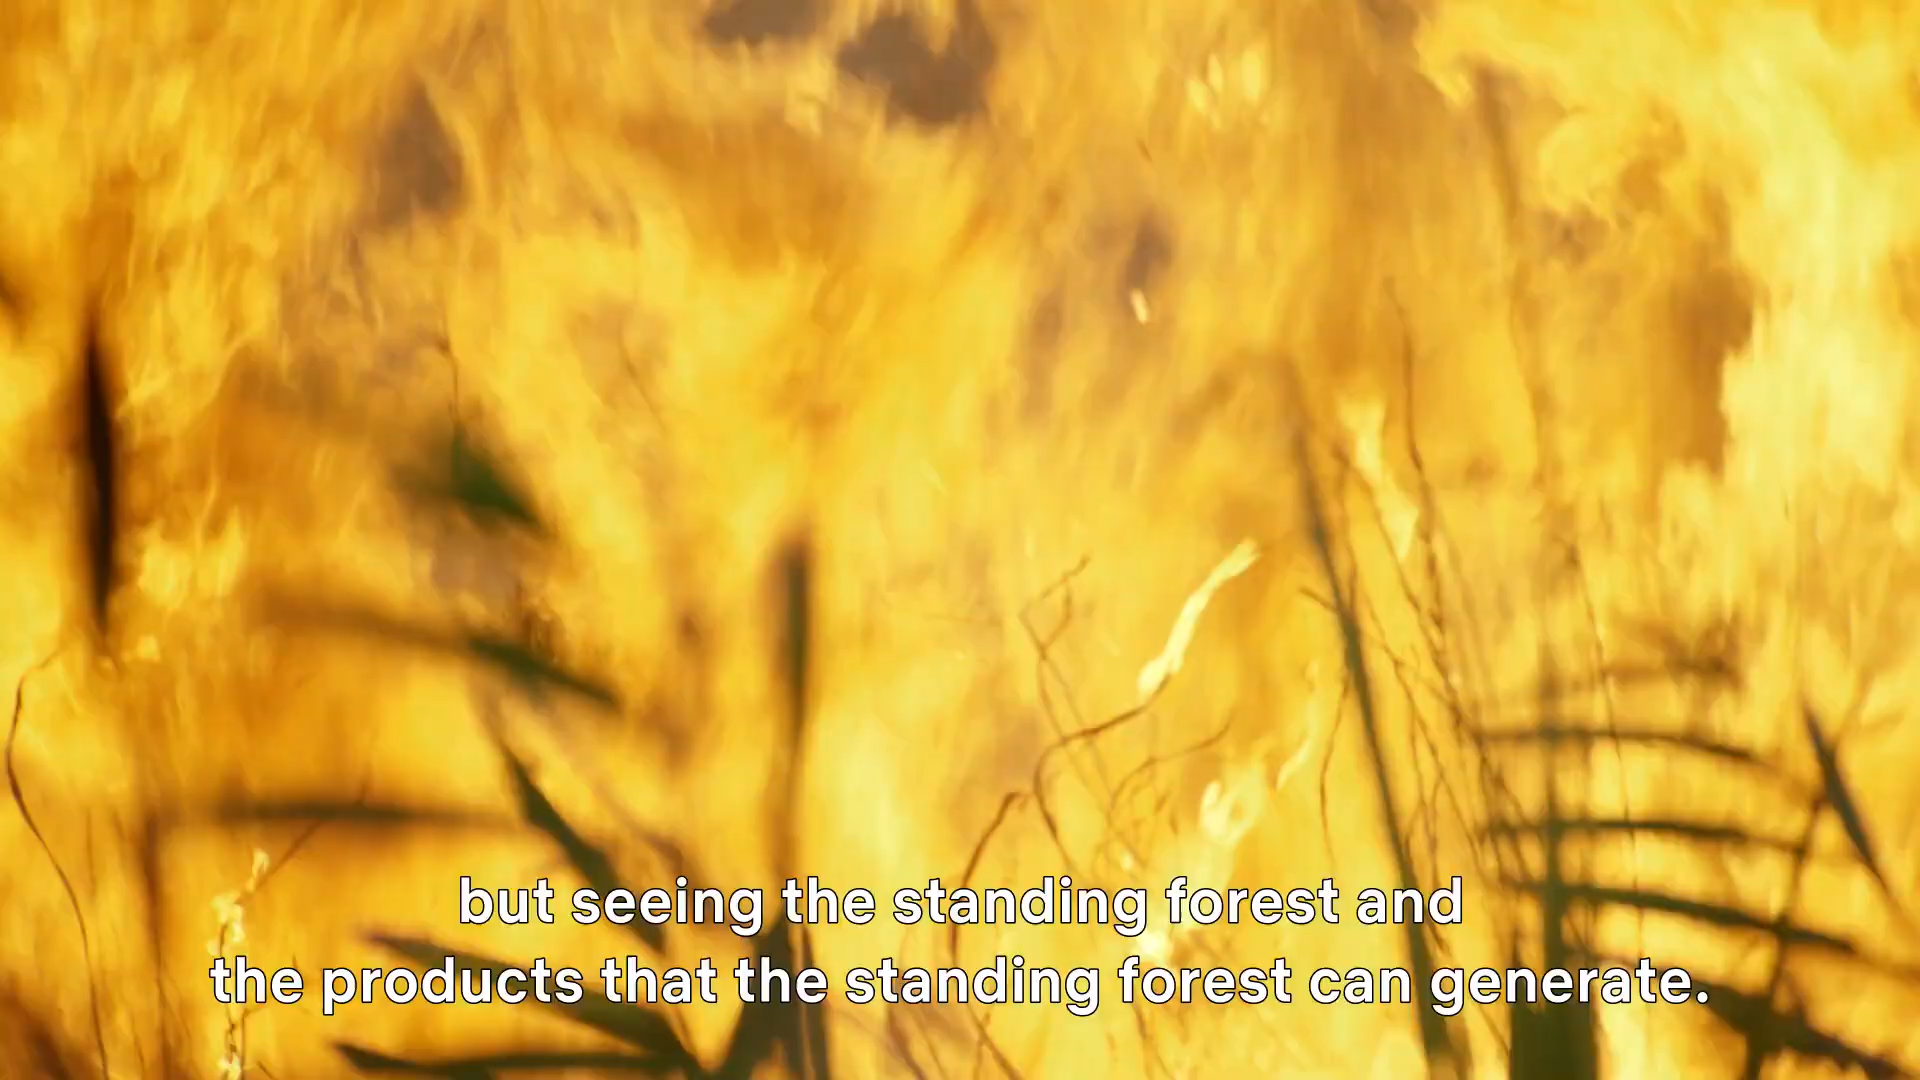 but seeing the standing forest and
the products that the standing forest can generate.